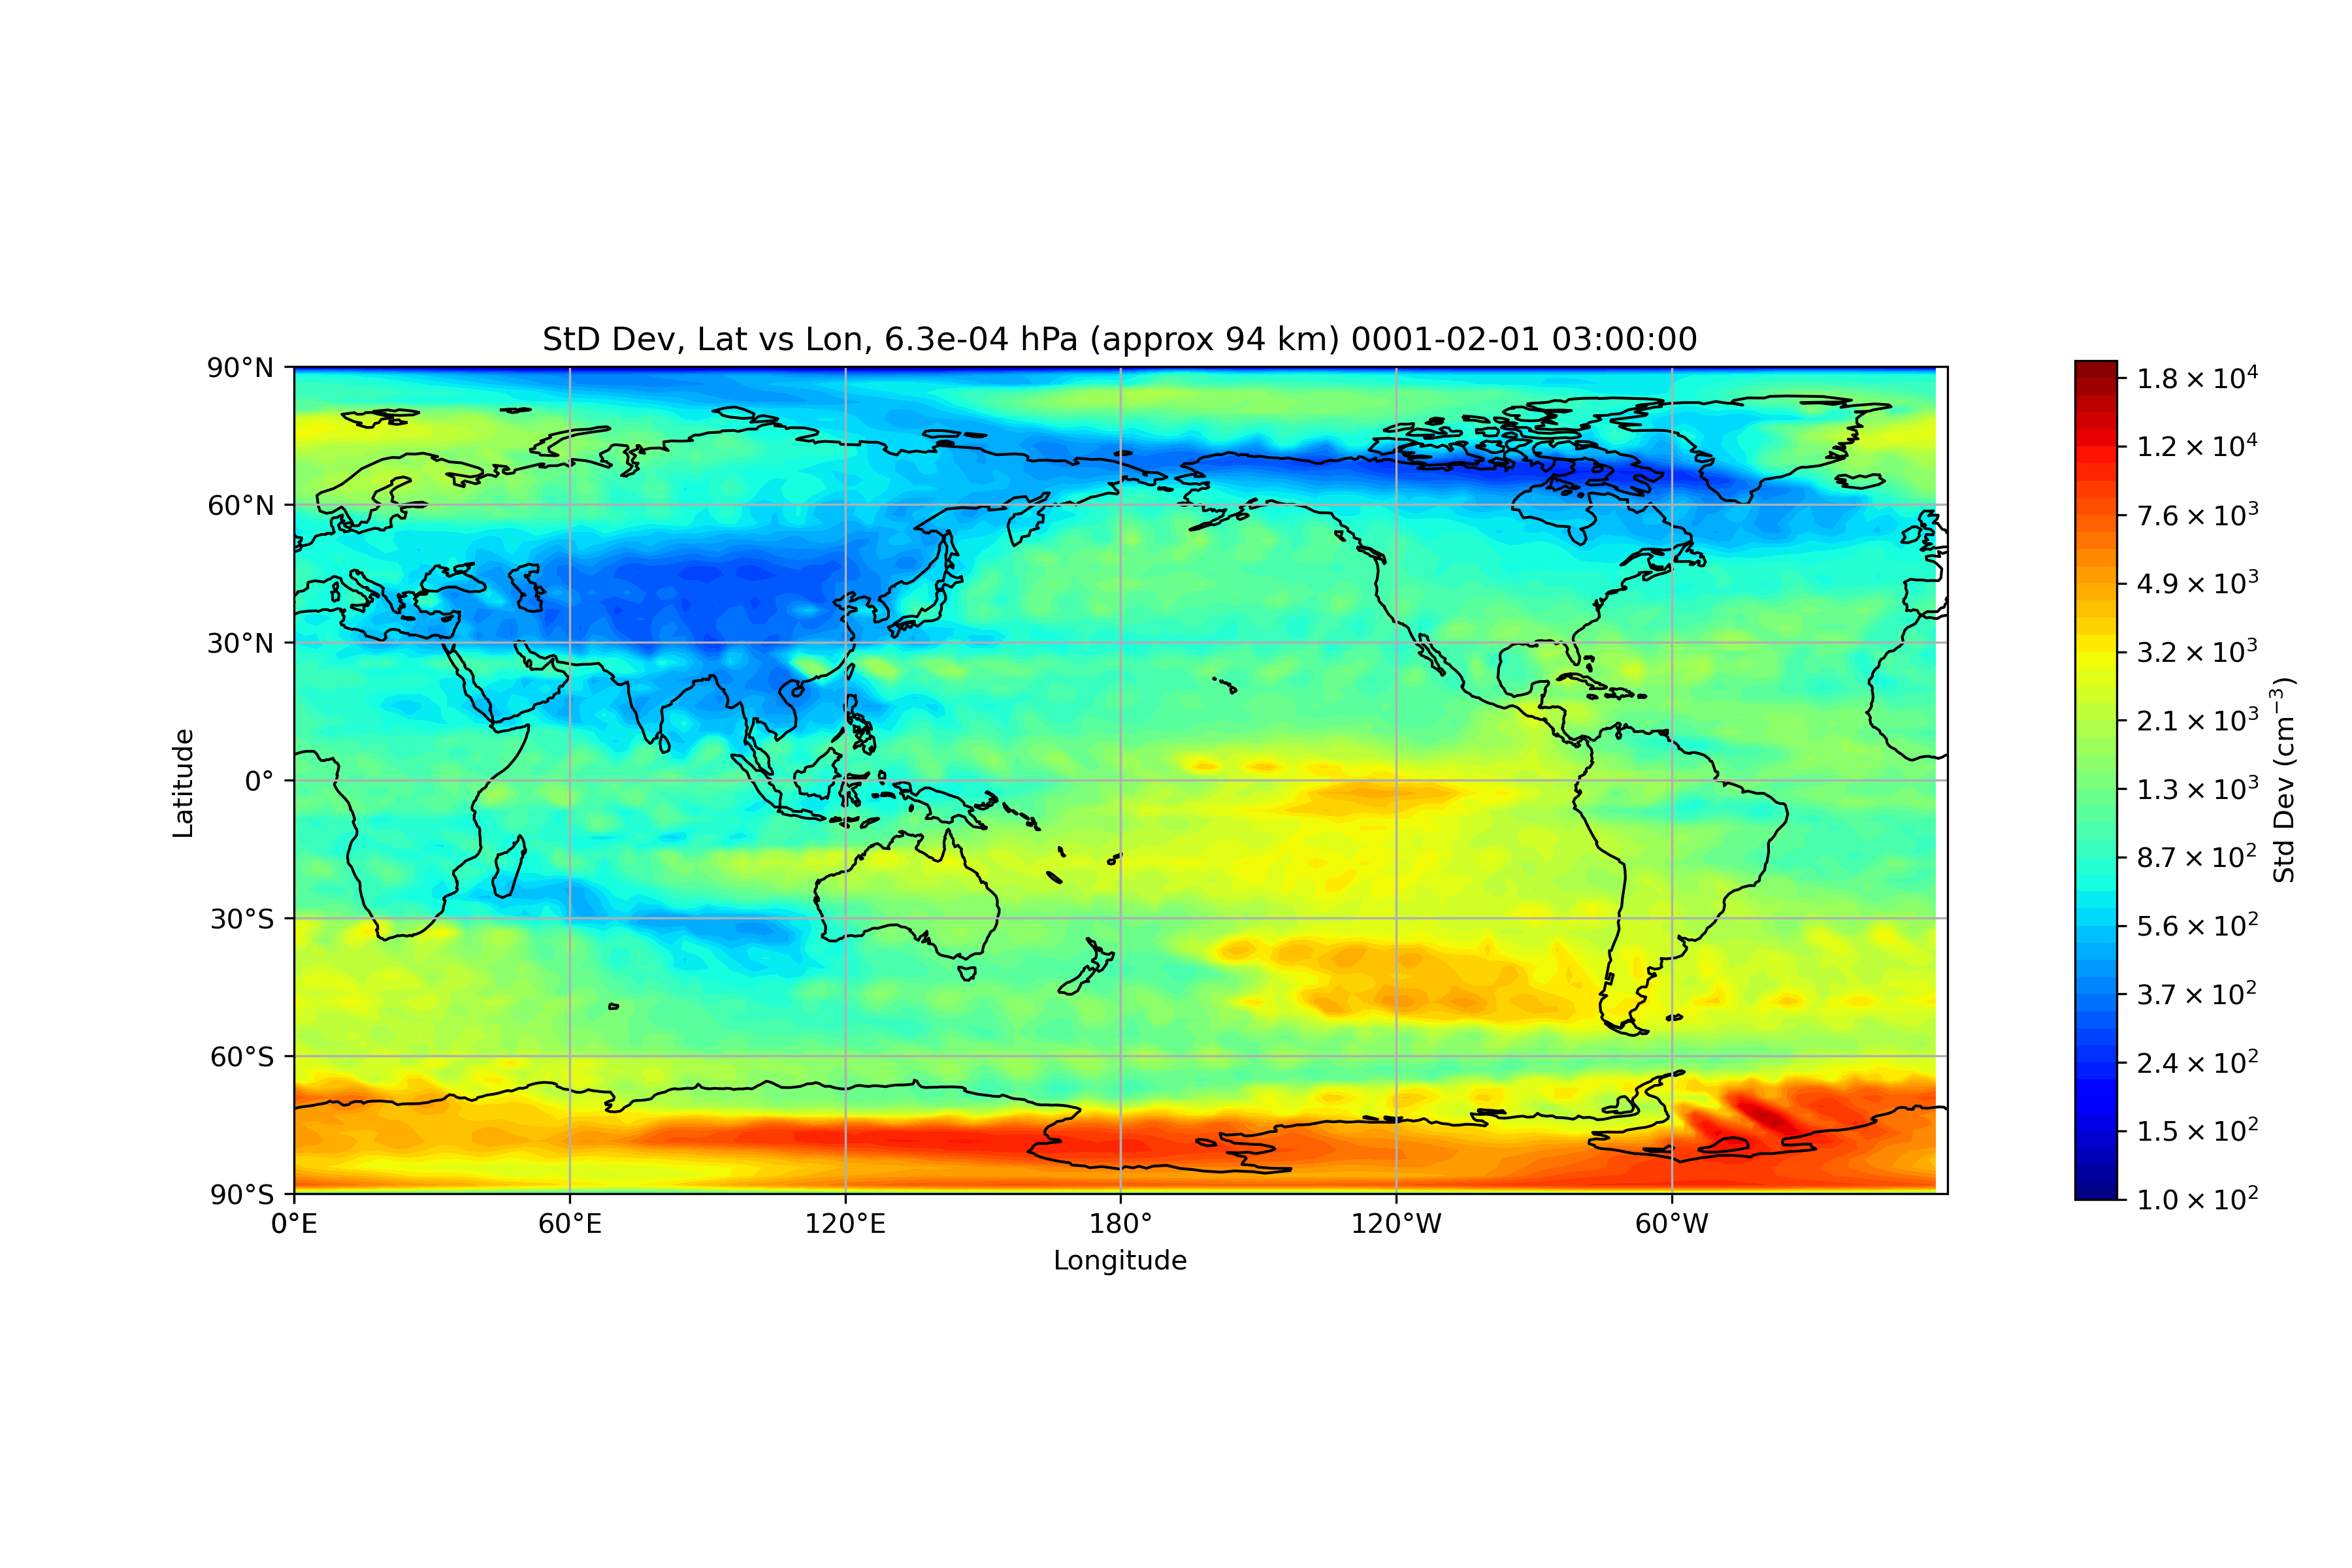 StD Dev, Lat vs Lon, 6.3e-04 hPa (approx 94 km) 0001-02-01 03:00:00
90°N
60°N
30°N
0°
30°S
60°S
90°S
Latitude
0°E
60°E
120°E
180°
120°W
60°W
Longitude
1.8 × 10⁴
1.2 × 10⁴
7.6 × 10³
4.9 × 10³
3.2 × 10³
2.1 × 10³
1.3 × 10³
8.7 × 10²
5.6 × 10²
3.7 × 10²
2.4 × 10²
1.5 × 10²
1.0 × 10²
Std Dev (cm⁻³)